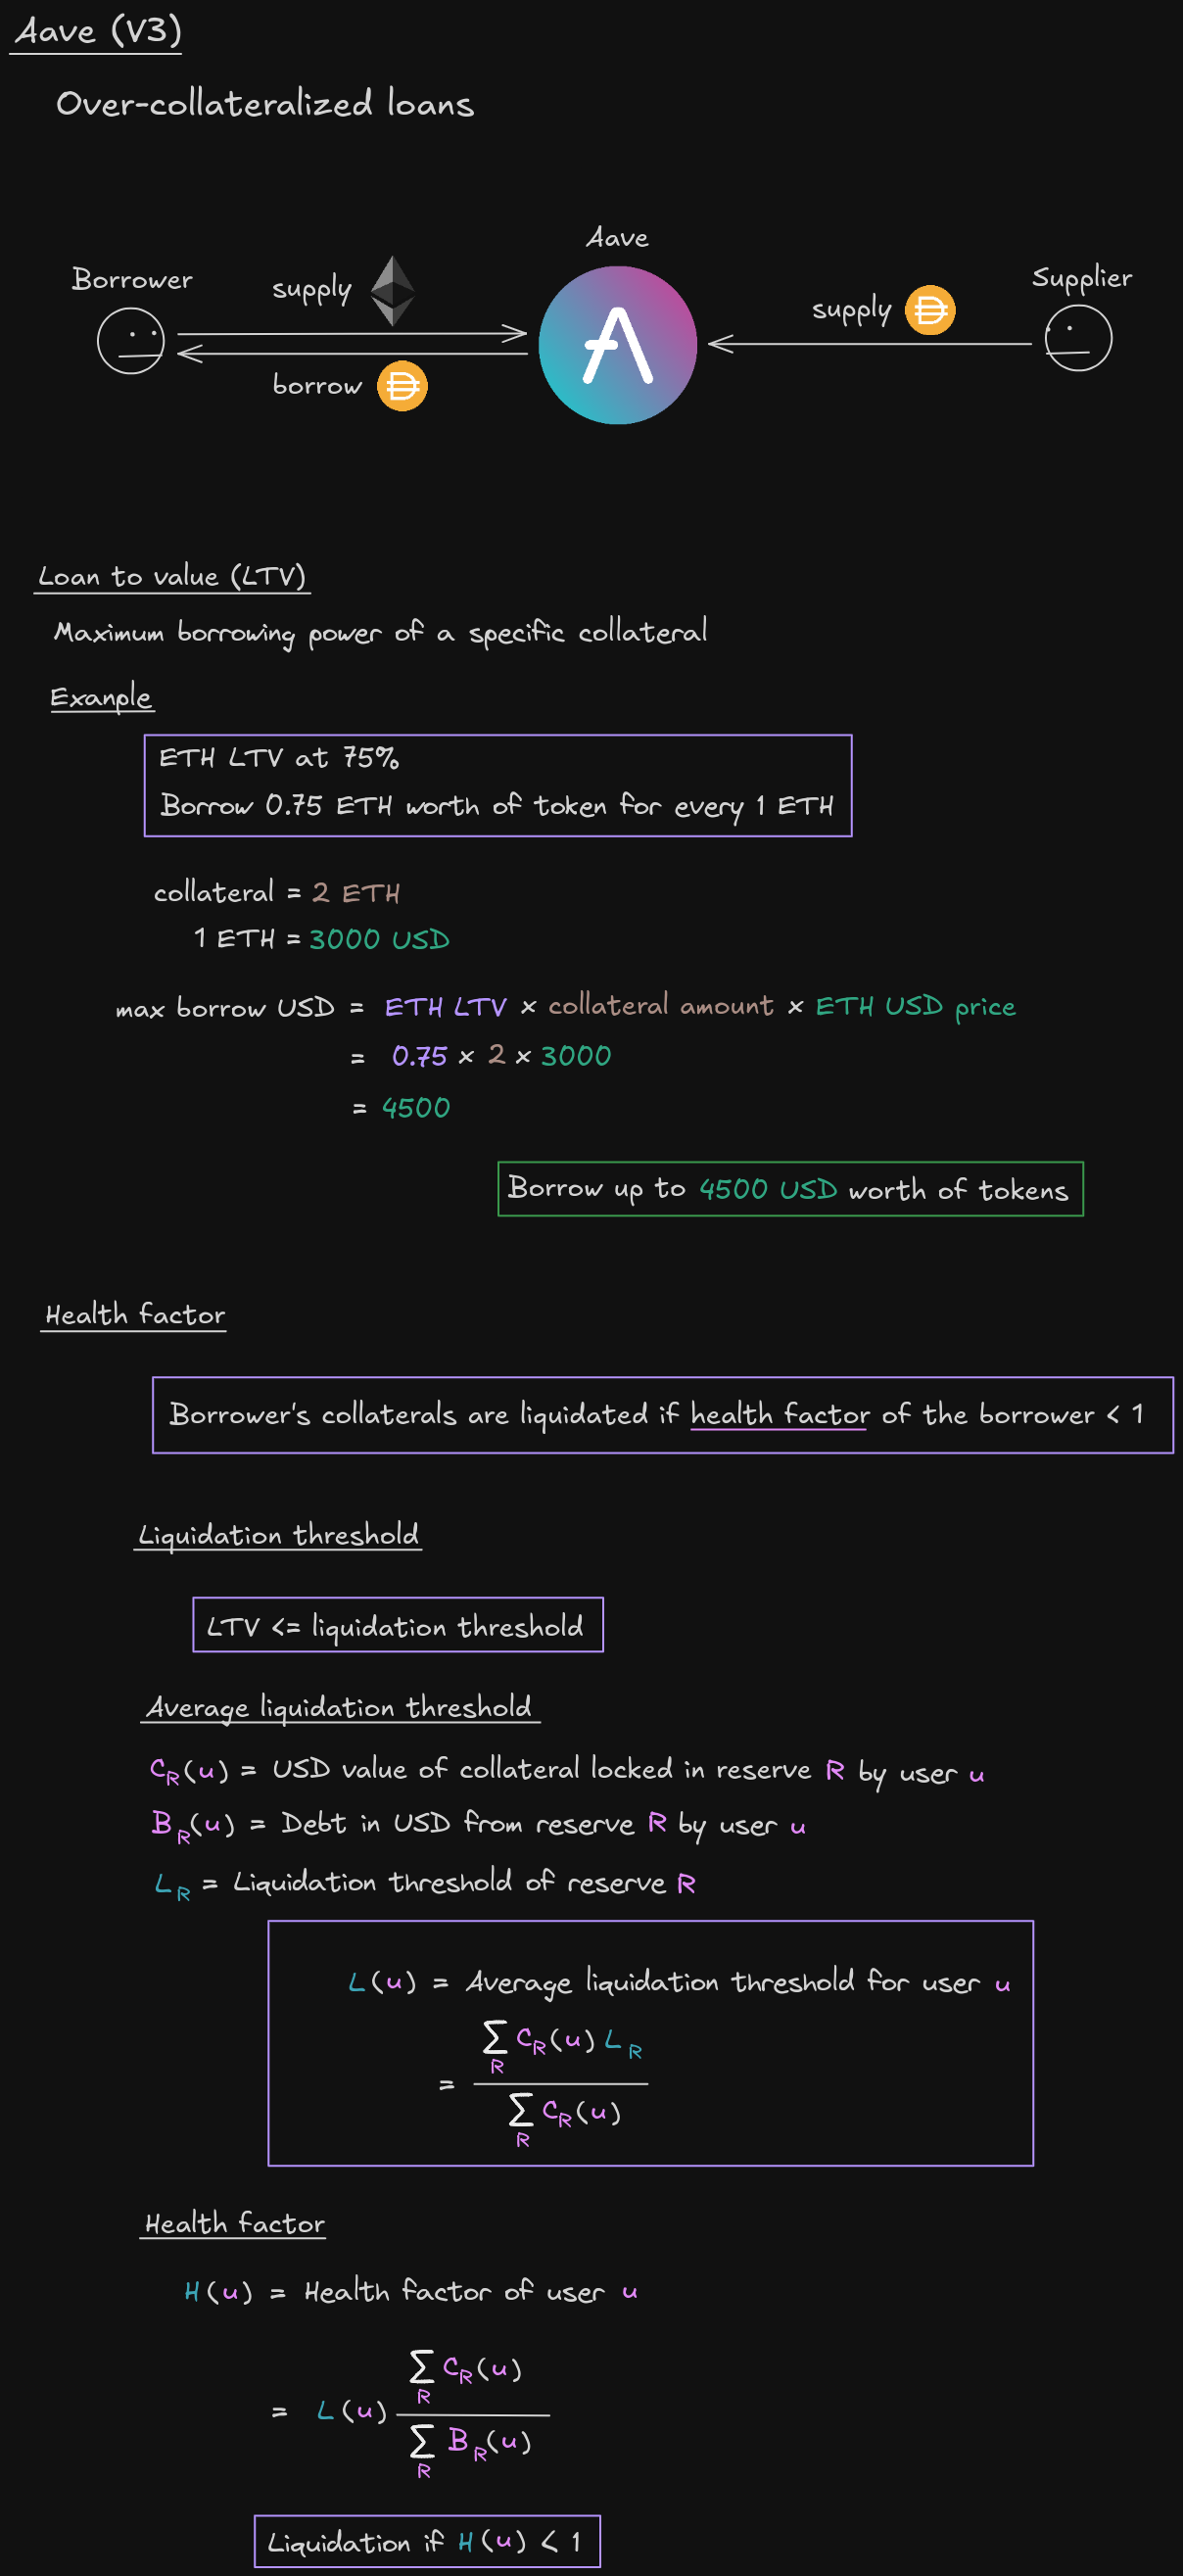 Aave (V3)
Over-collateralized loans
Aave
Borrower
Supplier
supply
supply
borrow
Loan to value (LTV)
Maximum borrowing power of a specific collateral
Exanple
ETH LTV at 75%
Borrow 0.75 ETH worth of token for every 1 ETH
collateral = 2 ETH
1 ETH = 3000 USD
max borrow USD = ETH LTV × collateral amount × ETH USD price
= 0.75 × 2 × 3000
= 4500
Borrow up to 4500 USD worth of tokens
Health factor
Borrower's collaterals are liquidated if health factor of the borrower < 1
Liquidation threshold
LTV <= liquidation threshold
Average liquidation threshold
C_R(u) = USD value of collateral locked in reserve R by user u
B_R(u) = Debt in USD from reserve R by user u
L_R = Liquidation threshold of reserve R
L(u) = Average liquidation threshold for user u
∑_R C_R(u) L_R
=
∑_R C_R(u)
Health factor
H(u) = Health factor of user u
∑_R C_R(u)
= L(u)
∑_R B_R(u)
Liquidation if H(u) < 1